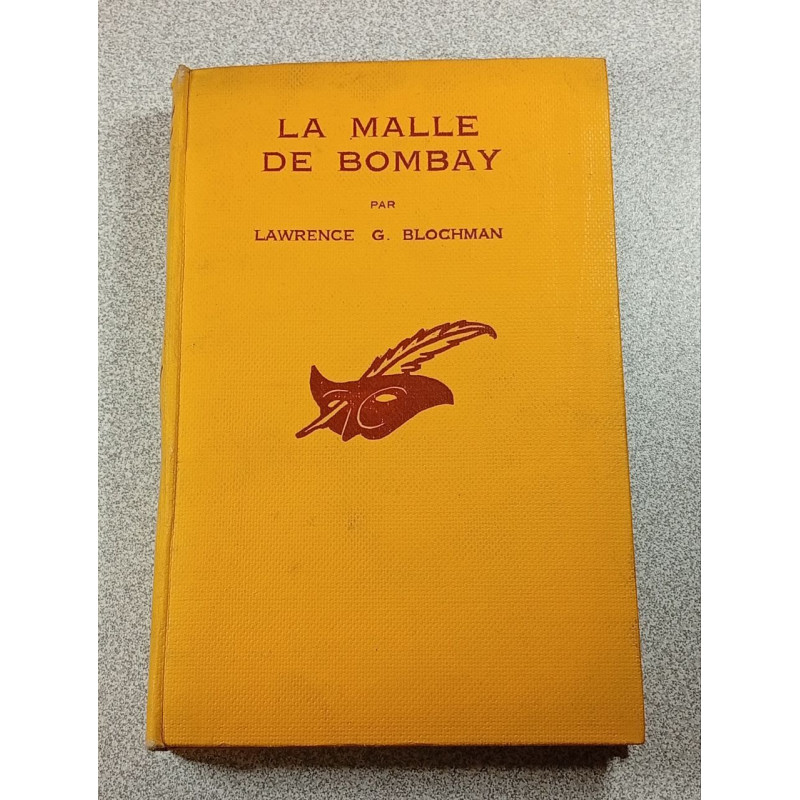 LA MALLE
DE BOMBAY
PAR
LAWRENCE G. BLOCHMAN